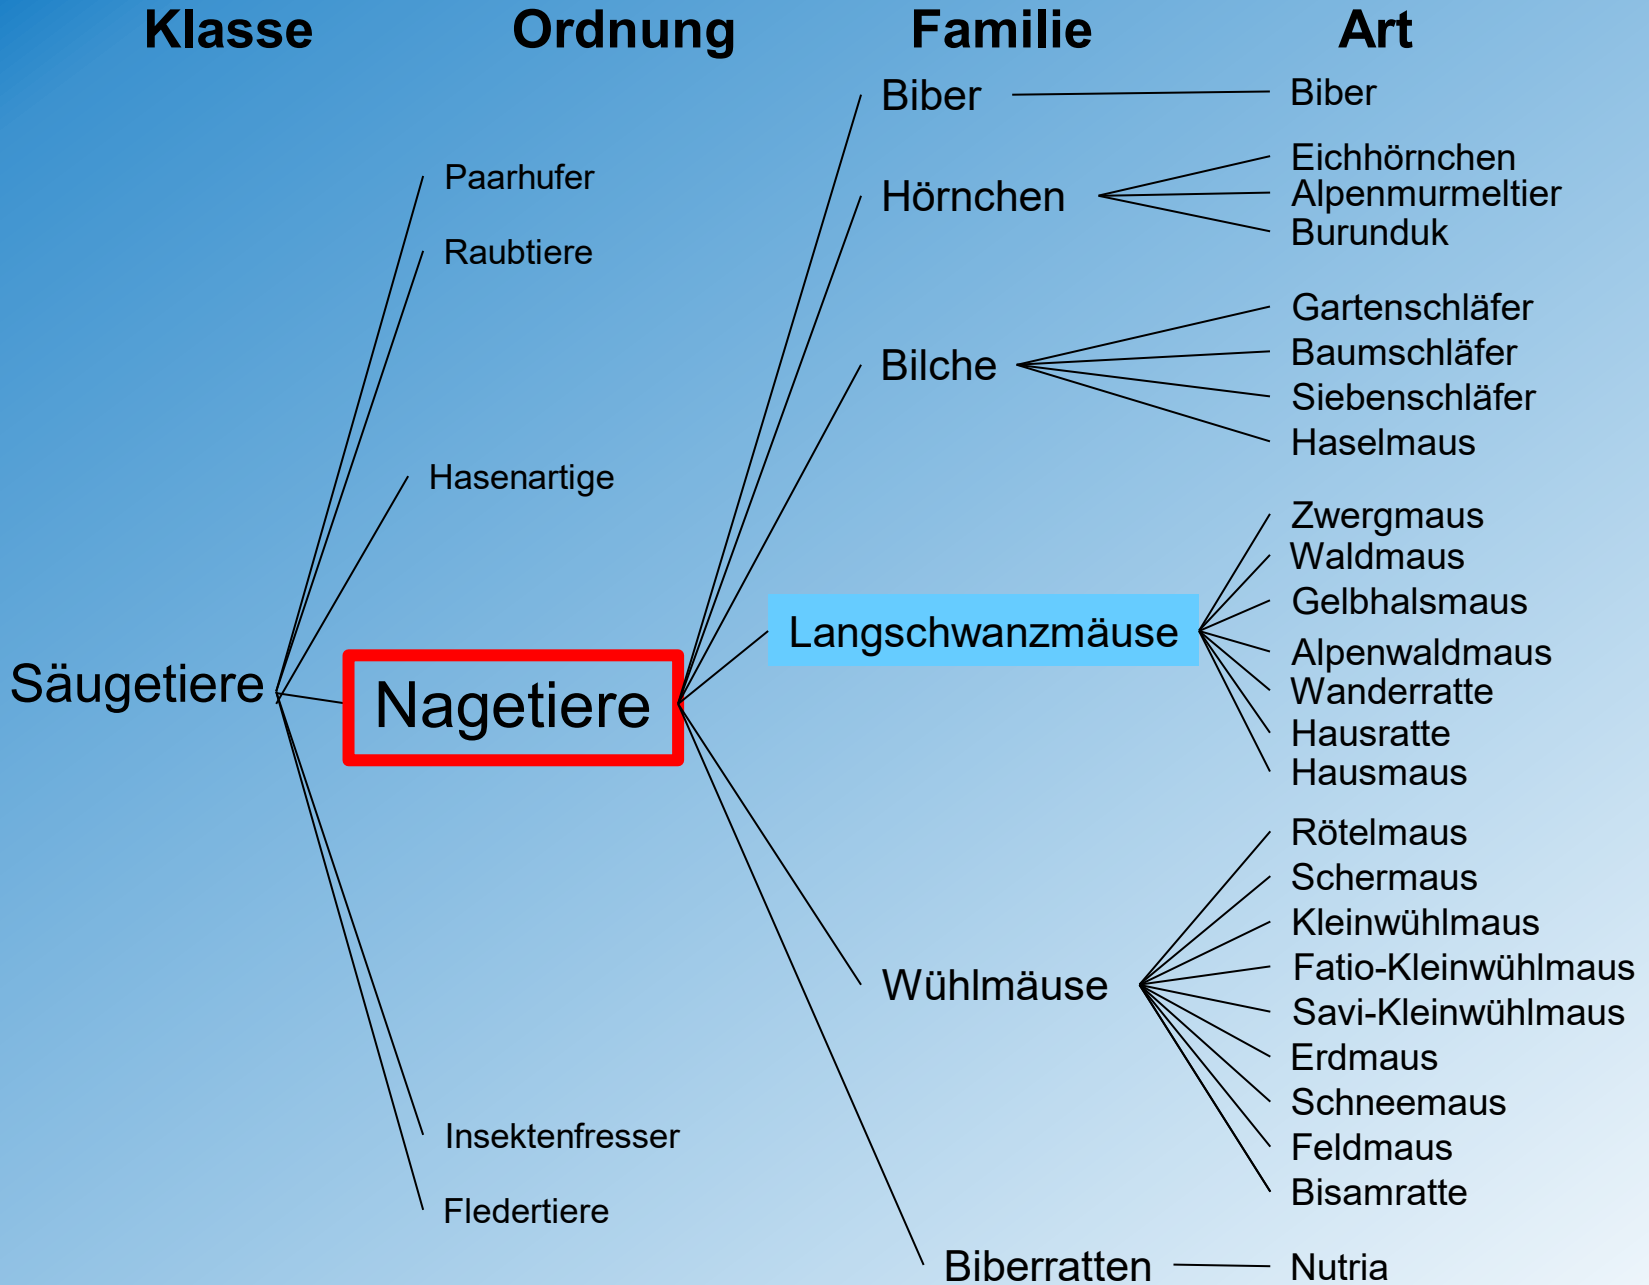 Klasse Ordnung Familie Art
Biber Biber
Paarhufer
Raubtiere
Hörnchen
Eichhörnchen
Alpenmurmeltier
Burunduk
Bilche
Gartenschläfer
Baumschläfer
Siebenschläfer
Haselmaus
Hasenartige
Säugetiere
Nagetiere
Langschwanzmäuse
Zwergmaus
Waldmaus
Gelbhalsmaus
Alpenwaldmaus
Wanderratte
Hausratte
Hausmaus
Wühlmäuse
Rötelmaus
Schermaus
Kleinwühlmaus
Fatio-Kleinwühlmaus
Savi-Kleinwühlmaus
Erdmaus
Schneemaus
Feldmaus
Bisamratte
Insektenfresser
Fledertiere
Biberratten Nutria